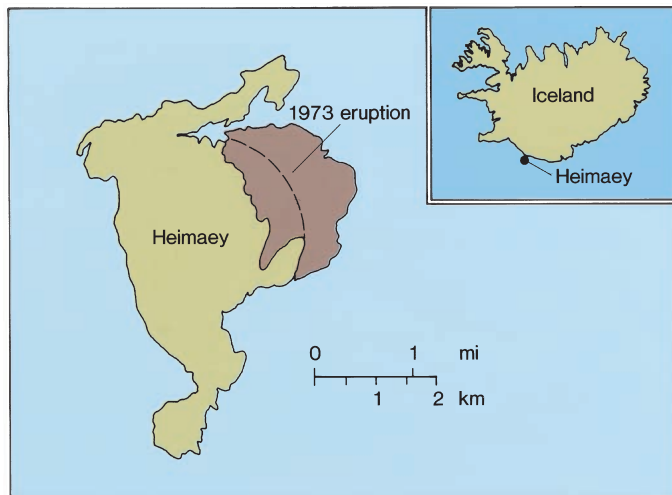 1973 eruption
Heimaey
Iceland
Heimaey
0 1 mi
1 2 km